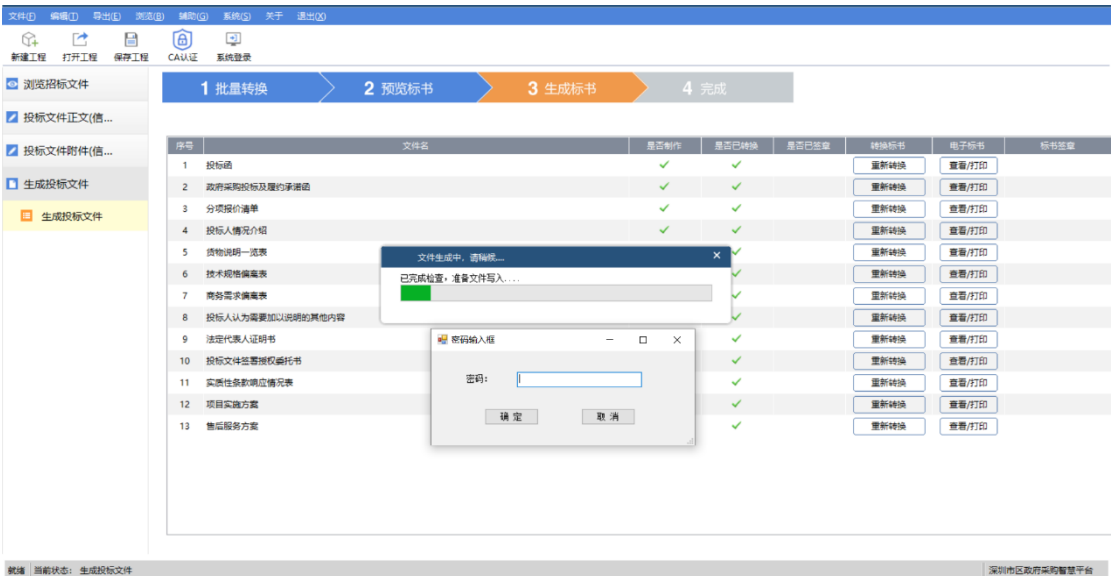 文件(F) 编辑(I) 导出(E) 浏览(B) 辅助(G) 系统(S) 关于 退出(X)
新建工程 打开工程 保存工程 CA认证 系统登录
浏览招标文件
投标文件正文(信...
投标文件附件(信...
生成投标文件
生成投标文件
1 批量转换 2 预览标书 3 生成标书 4 完成
序号 文件名 是否制作 是否已转换 是否已签章 转换标书 电子标书 标书签章
1 投标函 重新转换 查看/打印
2 政府采购投标及履约承诺函 重新转换 查看/打印
3 分项报价清单 重新转换 查看/打印
4 投标人情况介绍 重新转换 查看/打印
5 货物说明一览表 重新转换 查看/打印
6 技术规格偏离表 重新转换 查看/打印
7 商务需求偏离表 重新转换 查看/打印
8 投标人认为需要加以说明的其他内容 重新转换 查看/打印
9 法定代表人证明书 重新转换 查看/打印
10 投标文件签署授权委托书 重新转换 查看/打印
11 实质性条款响应情况表 重新转换 查看/打印
12 项目实施方案 重新转换 查看/打印
13 售后服务方案 重新转换 查看/打印
文件生成中，请稍候....
已完成检查，准备文件写入....
密码输入框
密码:
确定 取消
就绪 当前状态: 生成投标文件 深圳市区政府采购智慧平台